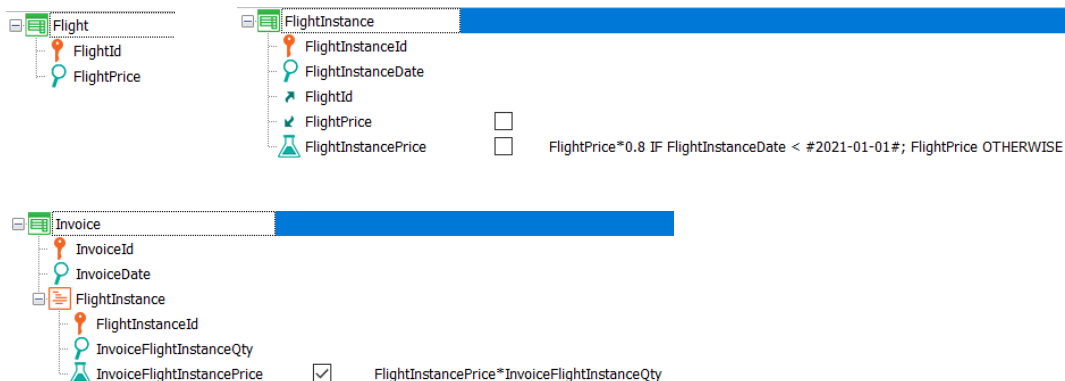 Flight
FlightId
FlightPrice
FlightInstance
FlightInstanceId
FlightInstanceDate
FlightId
FlightPrice
FlightInstancePrice FlightPrice*0.8 IF FlightInstanceDate < #2021-01-01#; FlightPrice OTHERWISE
Invoice
InvoiceId
InvoiceDate
FlightInstance
FlightInstanceId
InvoiceFlightInstanceQty
InvoiceFlightInstancePrice FlightInstancePrice*InvoiceFlightInstanceQty